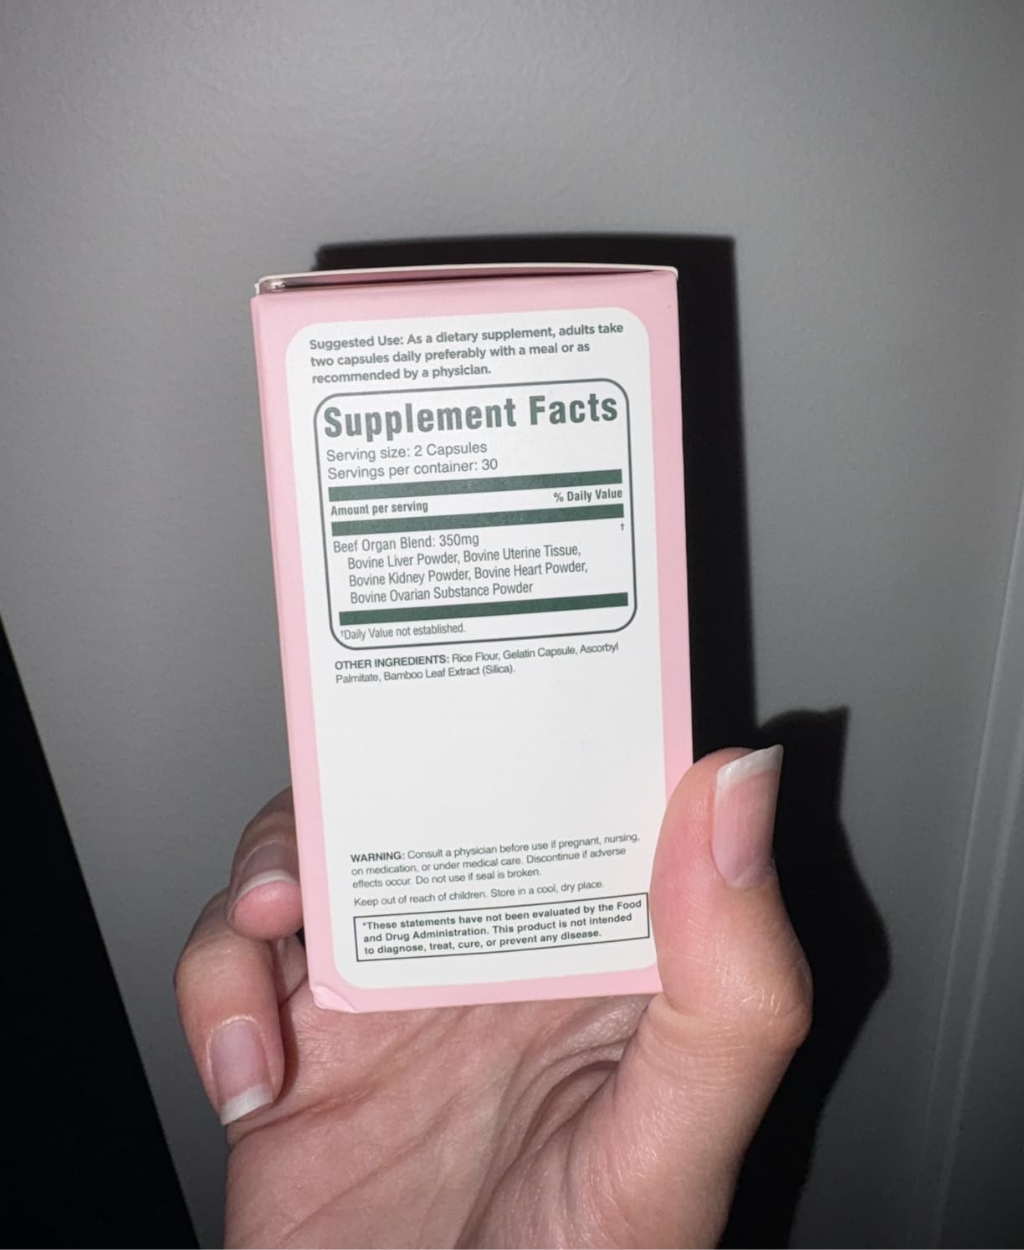 Suggested Use: As a dietary supplement, adults take
two capsules daily preferably with a meal or as
recommended by a physician.
Supplement Facts
Serving size: 2 Capsules
Servings per container: 30
Amount per serving % Daily Value
†
Beef Organ Blend: 350mg
Bovine Liver Powder, Bovine Uterine Tissue,
Bovine Kidney Powder, Bovine Heart Powder,
Bovine Ovarian Substance Powder
†Daily Value not established.
OTHER INGREDIENTS: Rice Flour, Gelatin Capsule, Ascorbyl
Palmitate, Bamboo Leaf Extract (Silica).
WARNING: Consult a physician before use if pregnant, nursing,
on medication, or under medical care. Discontinue if adverse
effects occur. Do not use if seal is broken.
Keep out of reach of children. Store in a cool, dry place.
*These statements have not been evaluated by the Food
and Drug Administration. This product is not intended
to diagnose, treat, cure, or prevent any disease.